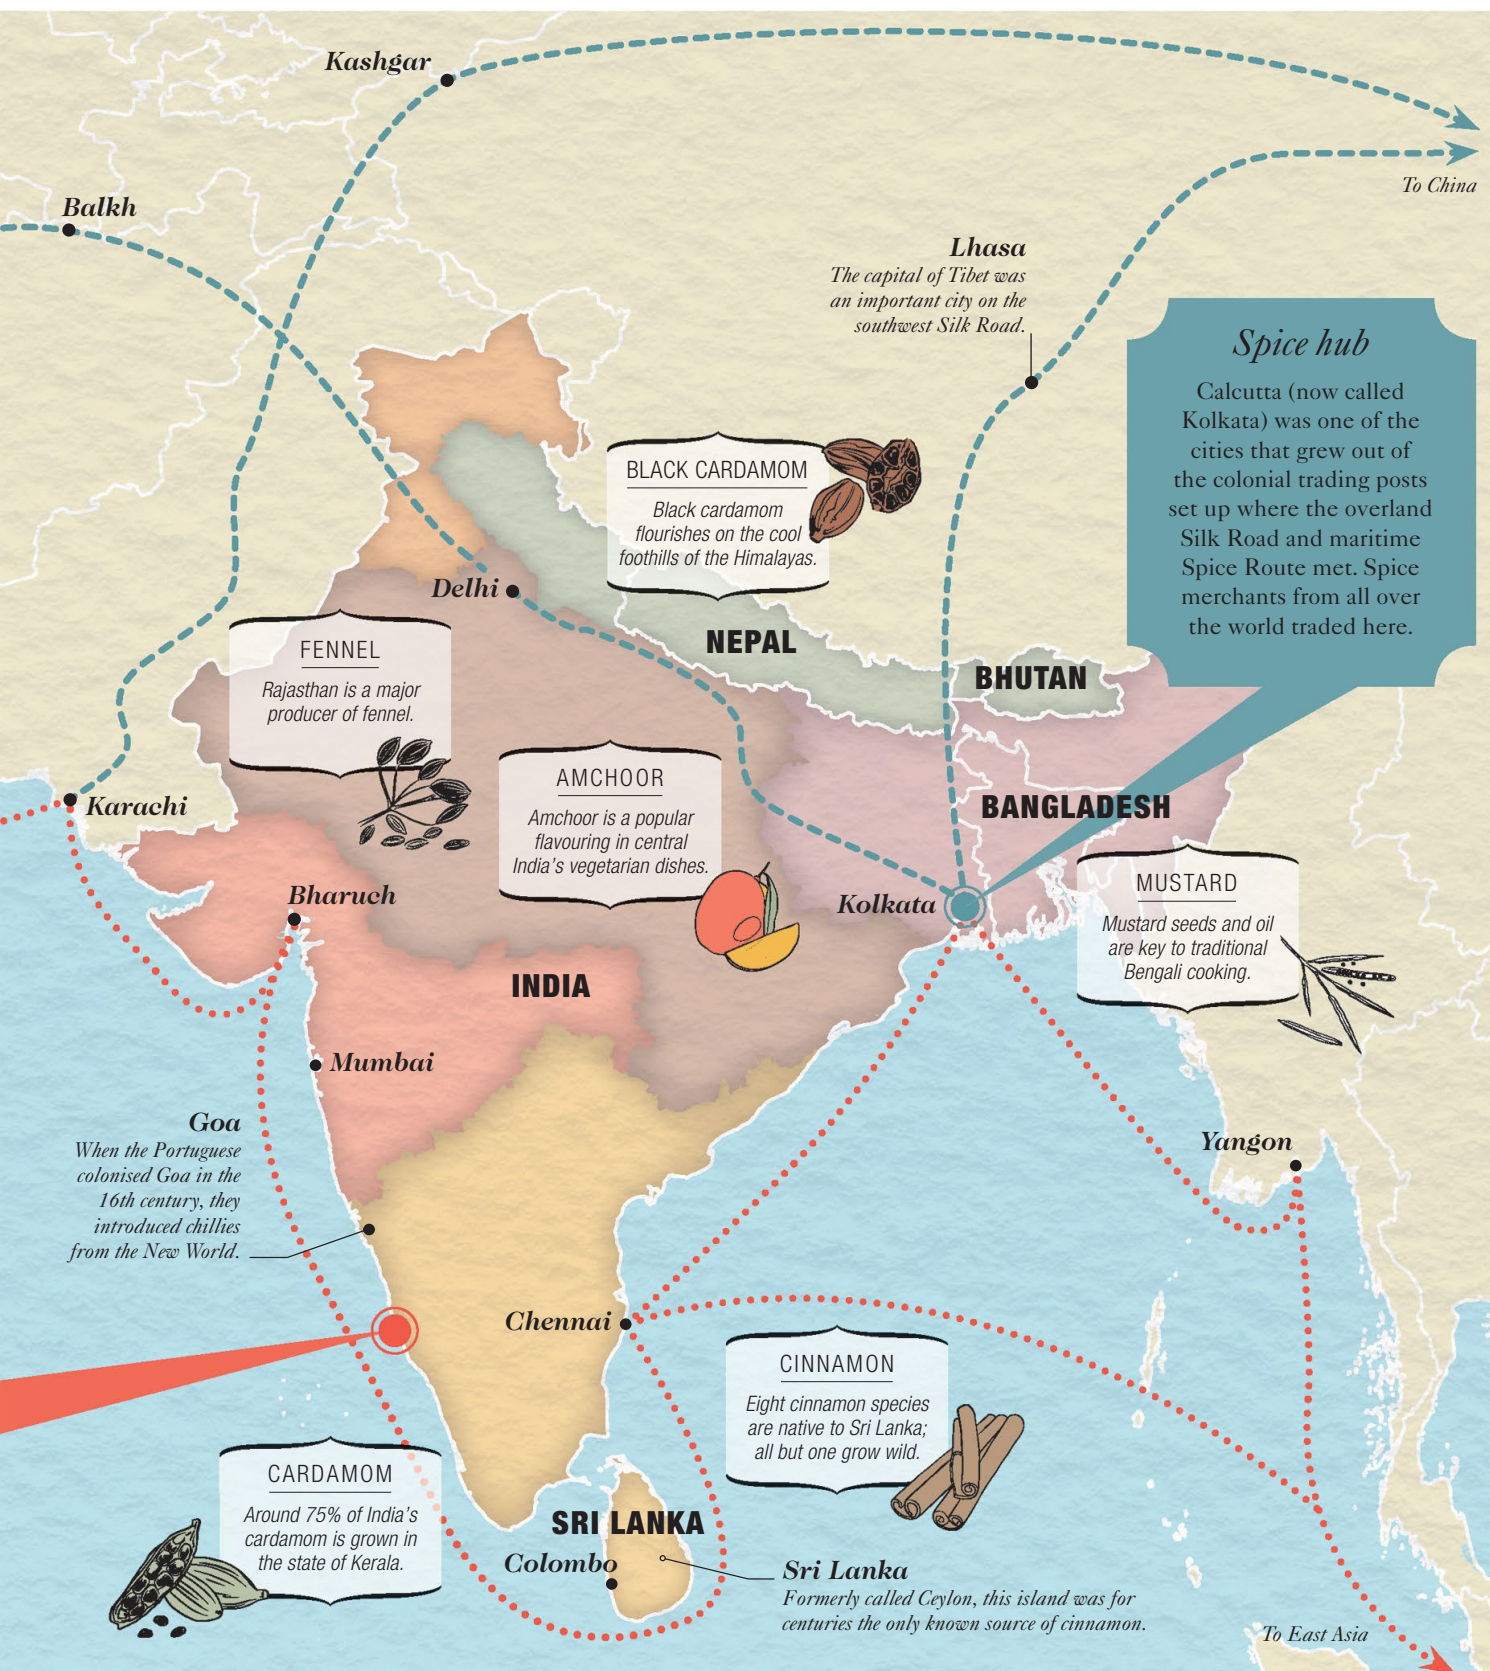 Kashgar
Balkh
To China
Lhasa
The capital of Tibet was
an important city on the
southwest Silk Road.
Spice hub
Calcutta (now called
Kolkata) was one of the
cities that grew out of
the colonial trading posts
set up where the overland
Silk Road and maritime
Spice Route met. Spice
merchants from all over
the world traded here.
BLACK CARDAMOM
Black cardamom
flourishes on the cool
foothills of the Himalayas.
Delhi
NEPAL
BHUTAN
FENNEL
Rajasthan is a major
producer of fennel.
AMCHOOR
Amchoor is a popular
flavouring in central
India's vegetarian dishes.
Karachi
BANGLADESH
Bharuch
Kolkata
MUSTARD
Mustard seeds and oil
are key to traditional
Bengali cooking.
INDIA
Mumbai
Goa
When the Portuguese
colonised Goa in the
16th century, they
introduced chillies
from the New World.
Yangon
Chennai
CINNAMON
Eight cinnamon species
are native to Sri Lanka;
all but one grow wild.
CARDAMOM
Around 75% of India's
cardamom is grown in
the state of Kerala.
SRI LANKA
Colombo
Sri Lanka
Formerly called Ceylon, this island was for
centuries the only known source of cinnamon.
To East Asia